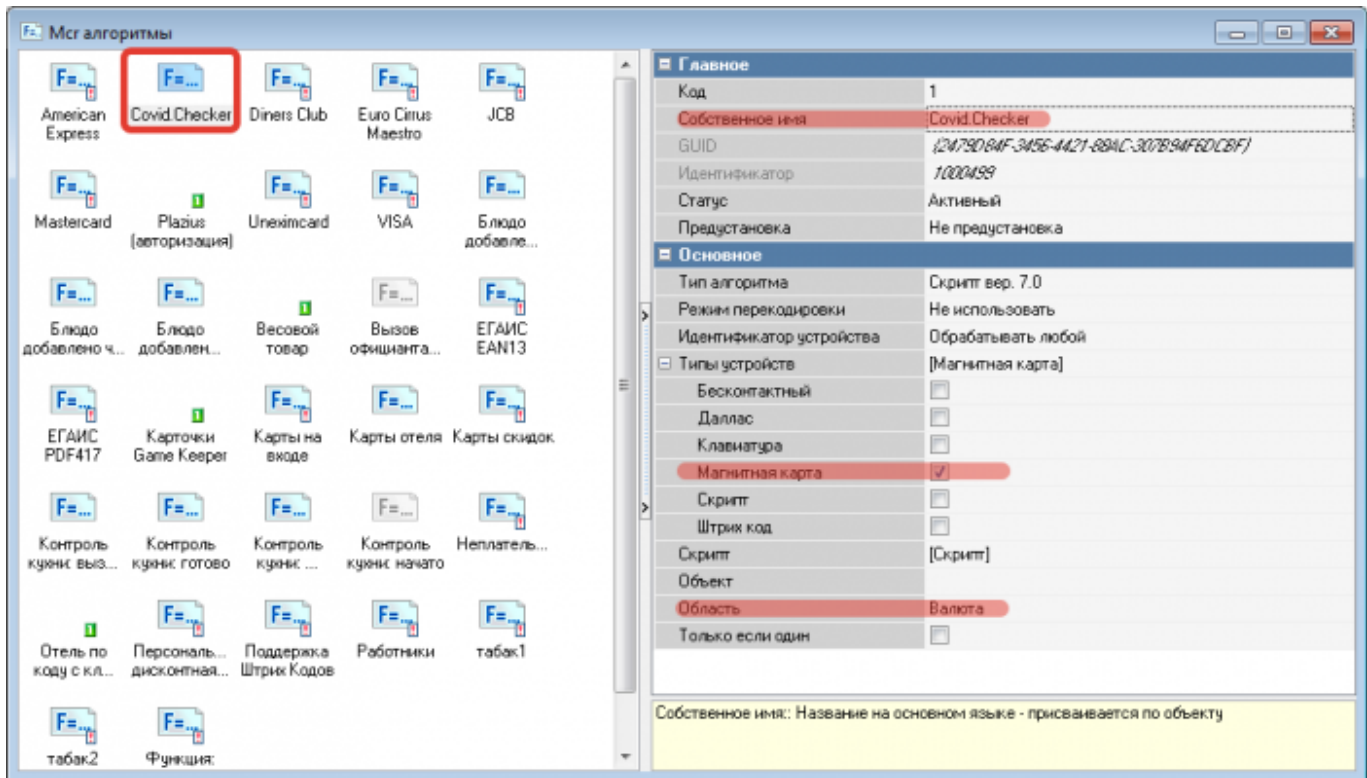 Mcr алгоритмы
American Express
Covid.Checker
Diners Club
Euro Cirrus Maestro
JCB
Mastercard
Plazius (авторизация)
Uneximcard
VISA
Блюдо добавле...
Блюдо добавлено ч...
Блюдо добавлен...
Весовой товар
Вызов официанта...
ЕГАИС EAN13
ЕГАИС PDF417
Карточки Game Keeper
Карты на входе
Карты отеля
Карты скидок
Контроль кухни: выз...
Контроль кухни: готово
Контроль кухни: ...
Контроль кухни: начато
Неплатель...
Отель по коду с кл...
Персональ... дисконтная...
Поддержка Штрих Кодов
Работники
табак1
табак2
Функция:
Главное
Код 1
Собственное имя Covid.Checker
GUID {2479D84F-3456-4421-88AC-307B94F6DCBF}
Идентификатор 1000499
Статус Активный
Предустановка Не предустановка
Основное
Тип алгоритма Скрипт вер. 7.0
Режим перекодировки Не использовать
Идентификатор устройства Обрабатывать любой
Типы устройств [Магнитная карта]
Бесконтактный
Даллас
Клавиатура
Магнитная карта
Скрипт
Штрих код
Скрипт [Скрипт]
Объект
Область Валюта
Только если один
Собственное имя:: Название на основном языке - присваивается по объекту